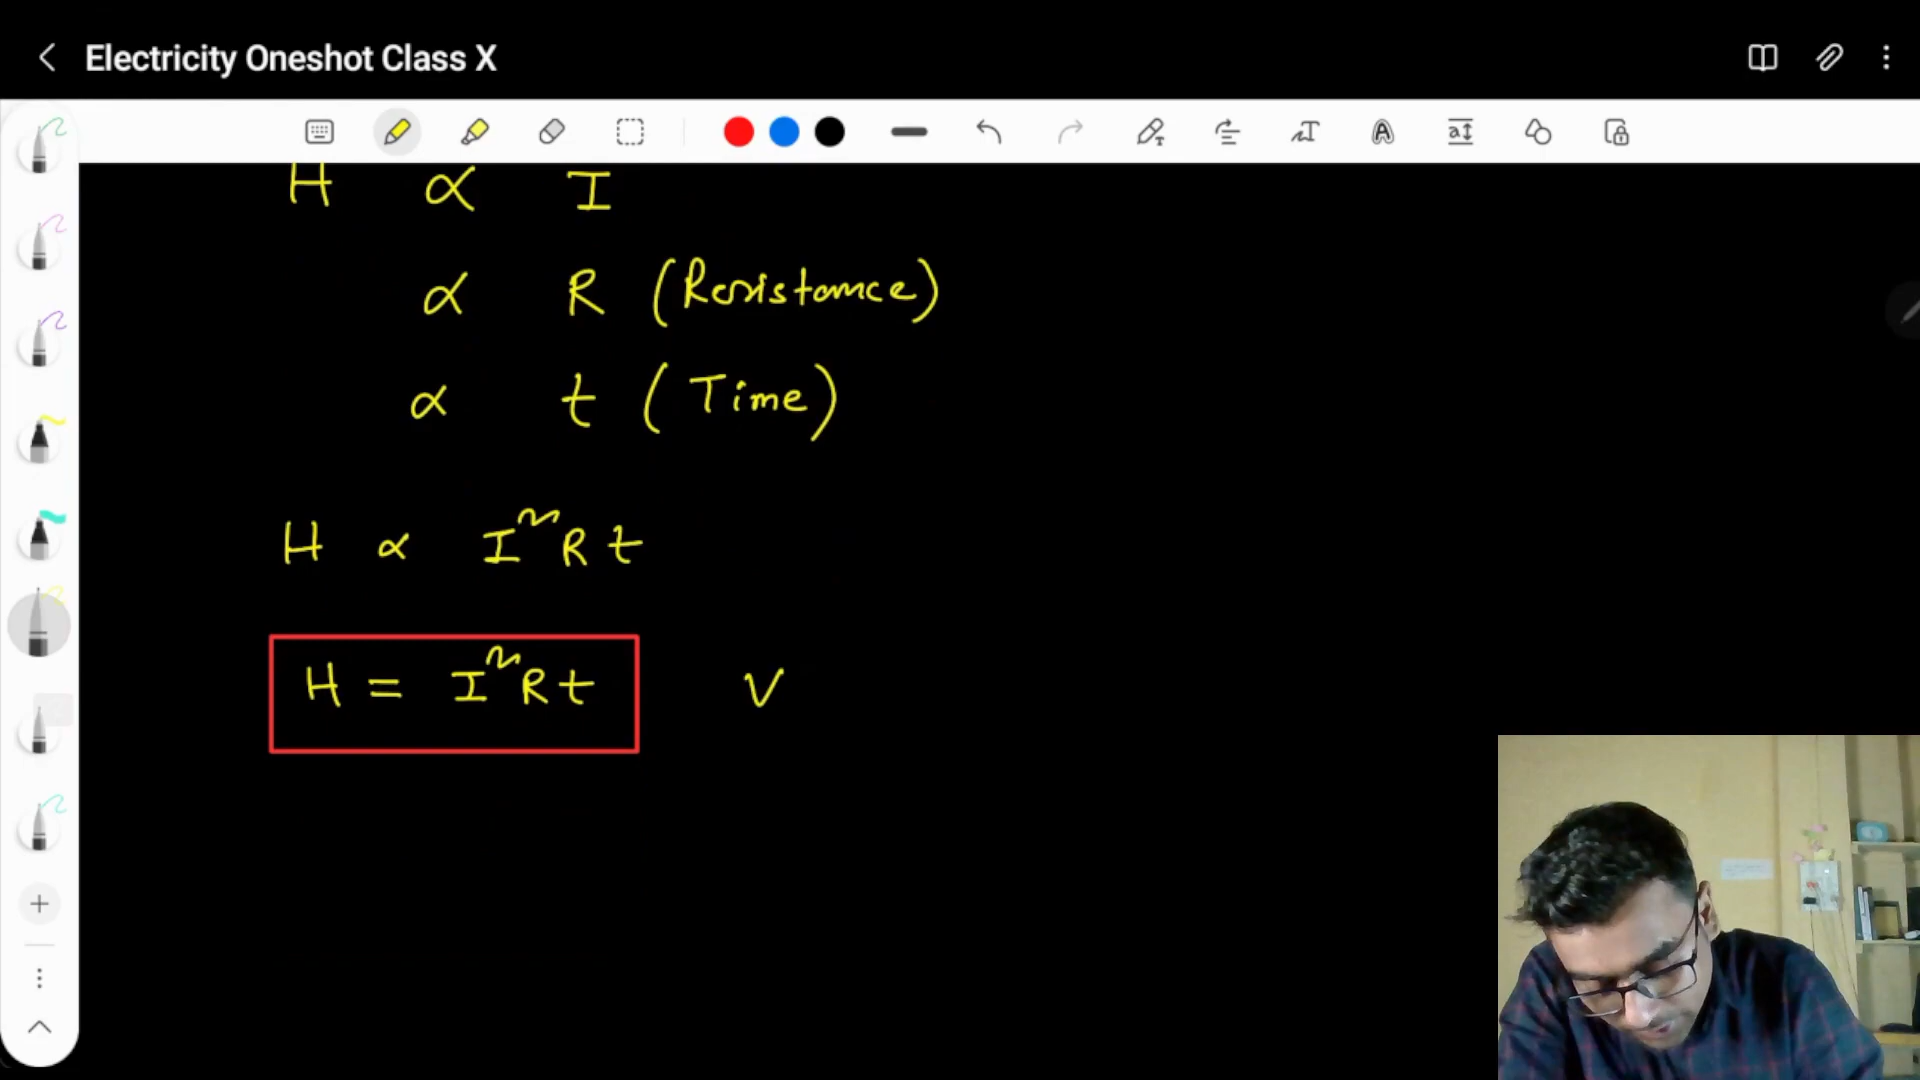 Electricity Oneshot Class X
H ∝ I
∝ R (Resistance)
∝ t (Time)
H ∝ I²Rt
H = I²Rt V